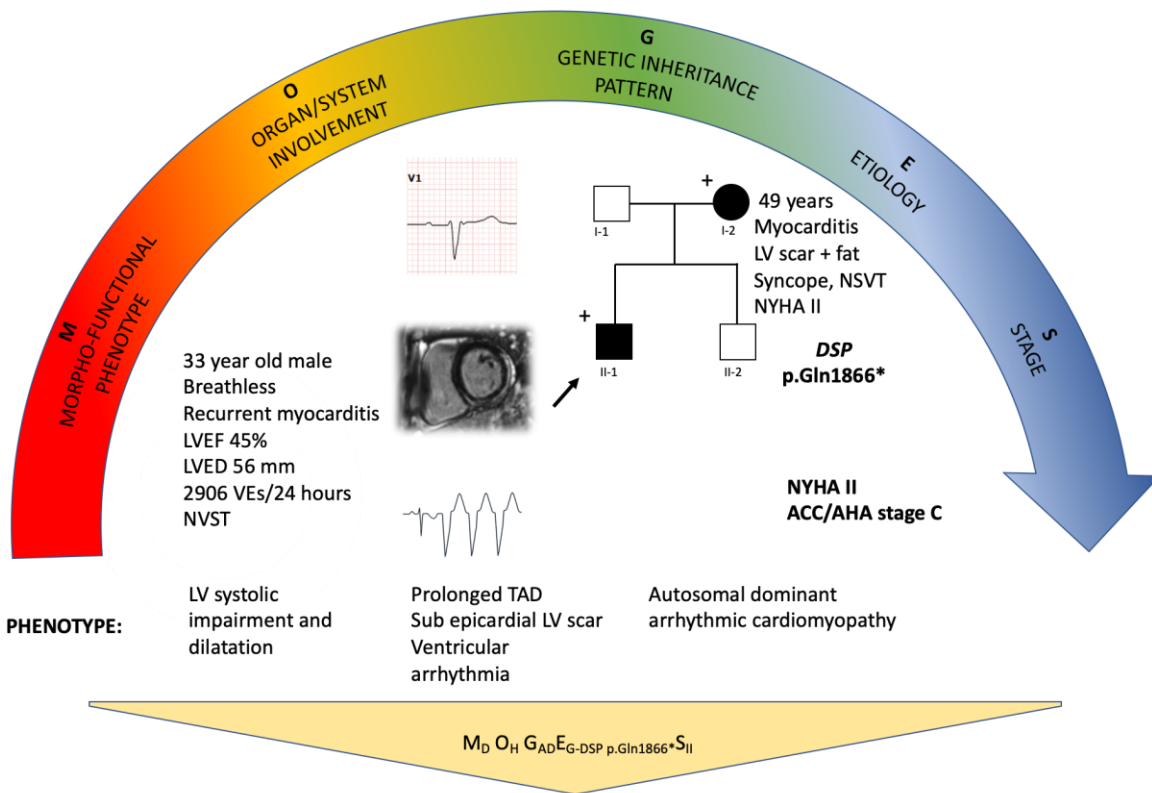 M
MORPHO-FUNCTIONAL
PHENOTYPE
O
ORGAN/SYSTEM
INVOLVEMENT
G
GENETIC INHERITANCE
PATTERN
E
ETIOLOGY
S
STAGE
V1
I-1
+
I-2
49 years
Myocarditis
LV scar + fat
Syncope, NSVT
NYHA II
+
II-1
II-2
DSP
p.Gln1866*
33 year old male
Breathless
Recurrent myocarditis
LVEF 45%
LVED 56 mm
2906 VEs/24 hours
NVST
NYHA II
ACC/AHA stage C
PHENOTYPE:
LV systolic
impairment and
dilatation
Prolonged TAD
Sub epicardial LV scar
Ventricular
arrhythmia
Autosomal dominant
arrhythmic cardiomyopathy
MD OH GADEG-DSP p.Gln1866*SII